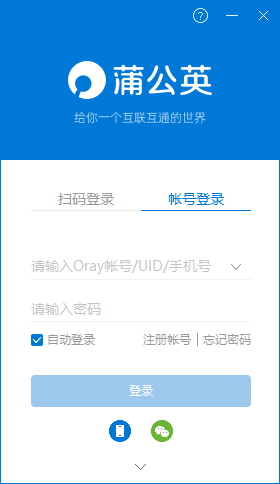 蒲公英
给你一个互联互通的世界
扫码登录 帐号登录
请输入Oray帐号/UID/手机号
请输入密码
自动登录 注册帐号 | 忘记密码
登录